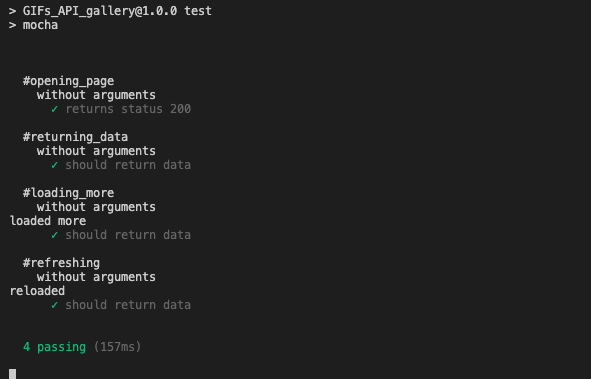 > GIFs_API_gallery@1.0.0 test
> mocha
#opening_page
without arguments
✓ returns status 200
#returning_data
without arguments
✓ should return data
#loading_more
without arguments
loaded more
✓ should return data
#refreshing
without arguments
reloaded
✓ should return data
4 passing (157ms)